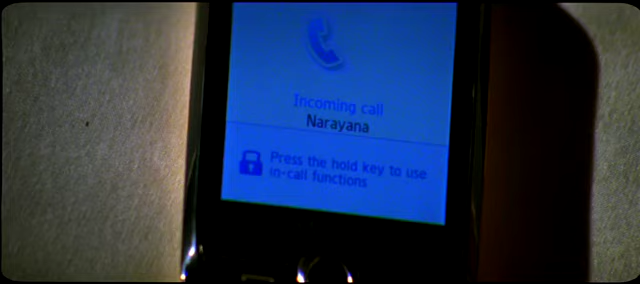 Incoming call
Narayana
Press the hold key to use
in-call functions